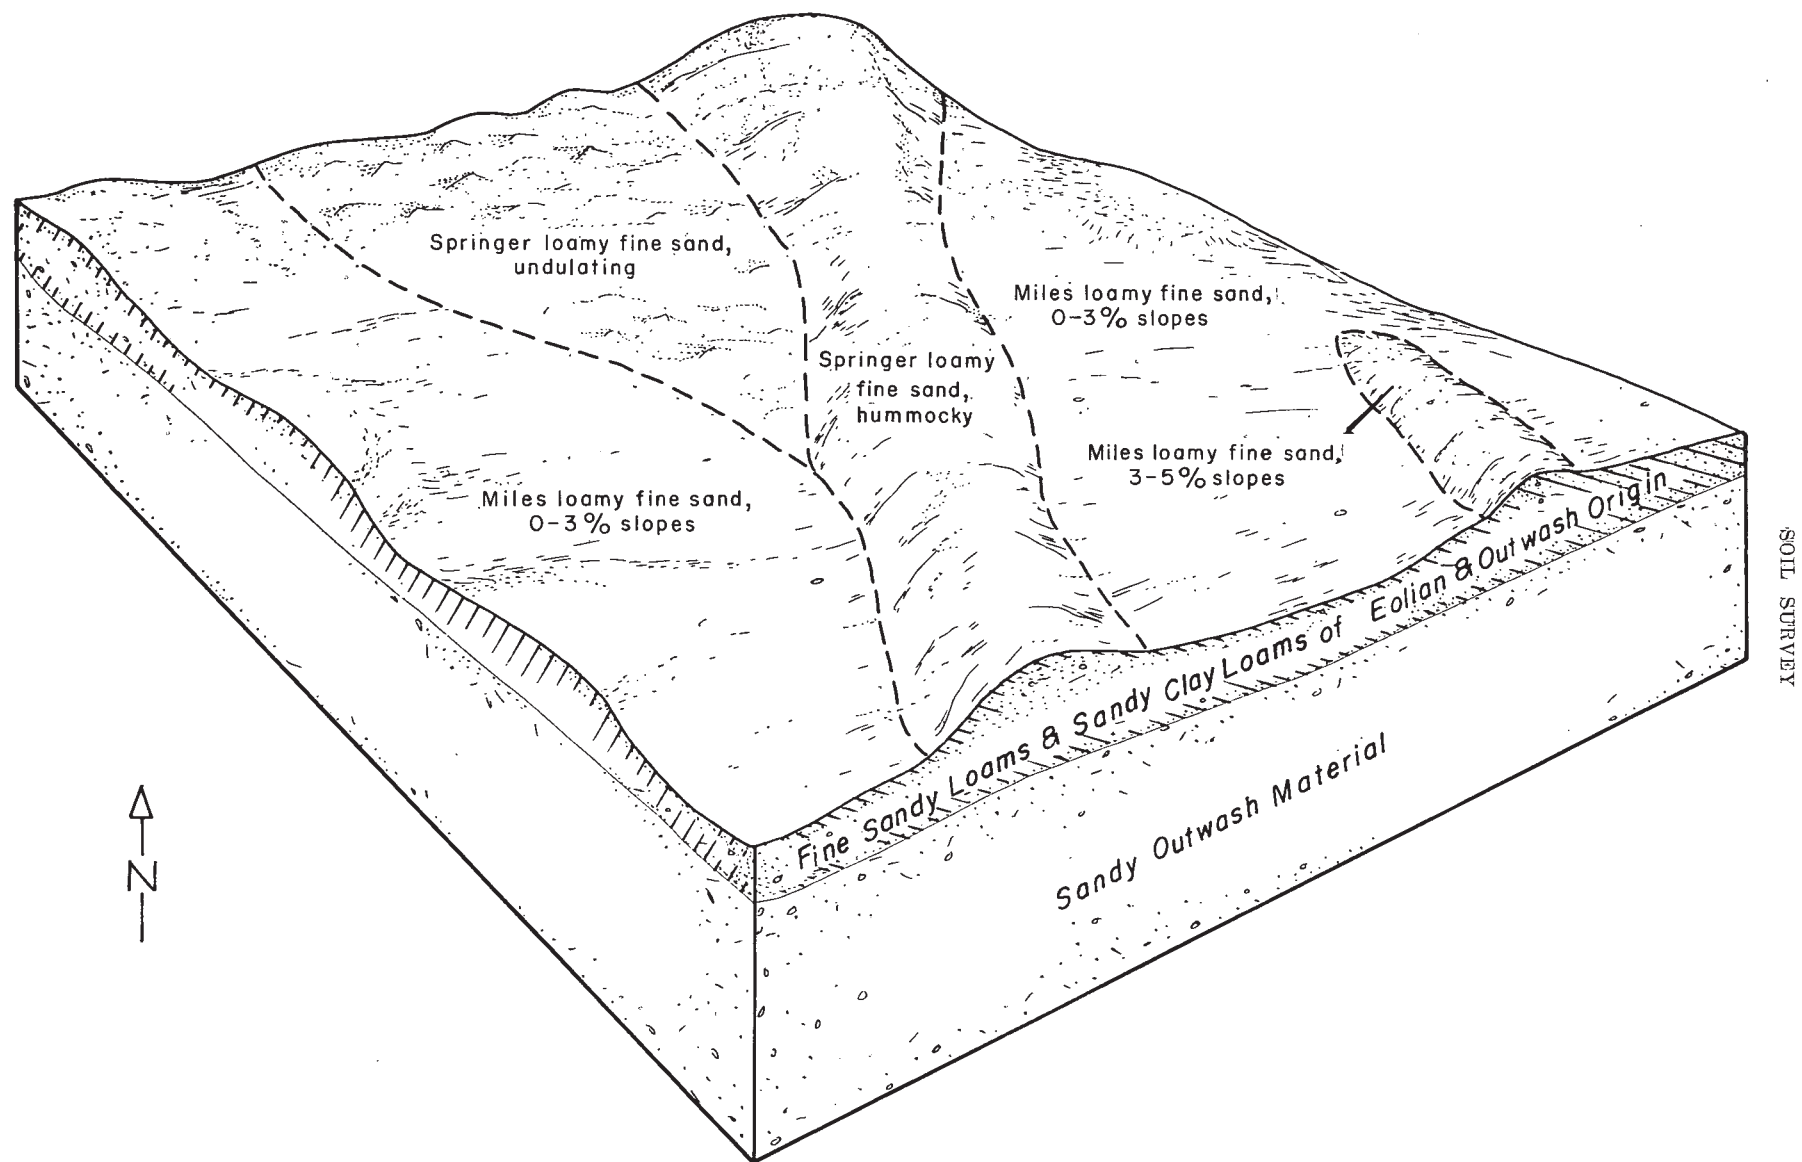 Springer loamy fine sand,
undulating
Miles loamy fine sand,
0-3% slopes
Springer loamy
fine sand,
hummocky
Miles loamy fine sand,
3-5% slopes
Miles loamy fine sand,
0-3% slopes
Fine Sandy Loams & Sandy Clay Loams of Eolian & Outwash Origin
Sandy Outwash Material
N
SOIL SURVEY